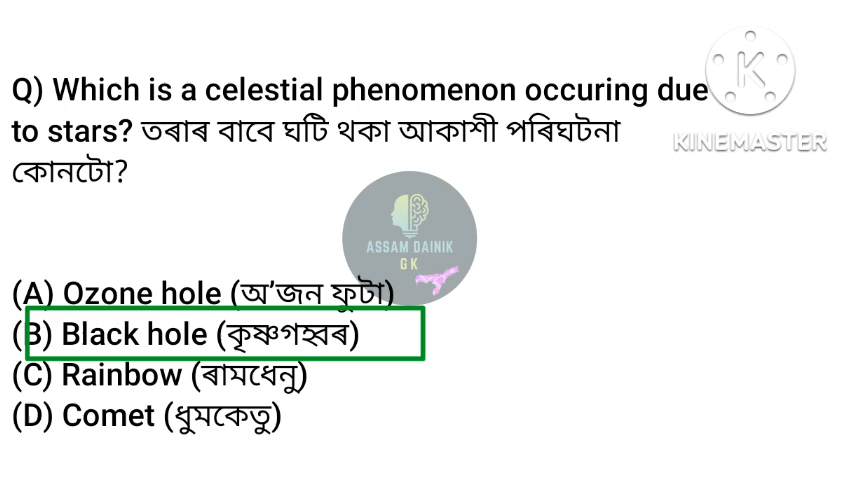 Q) Which is a celestial phenomenon occuring due
to stars? তৰাৰ বাবে ঘটি থকা আকাশী পৰিঘটনা
কোনটো?
K
KINEMASTER
ASSAM DAINIK
GK
(A) Ozone hole (অ’জন ফুটা)
(B) Black hole (কৃষ্ণগহ্বৰ)
(C) Rainbow (ৰামধেনু)
(D) Comet (ধুমকেতু)